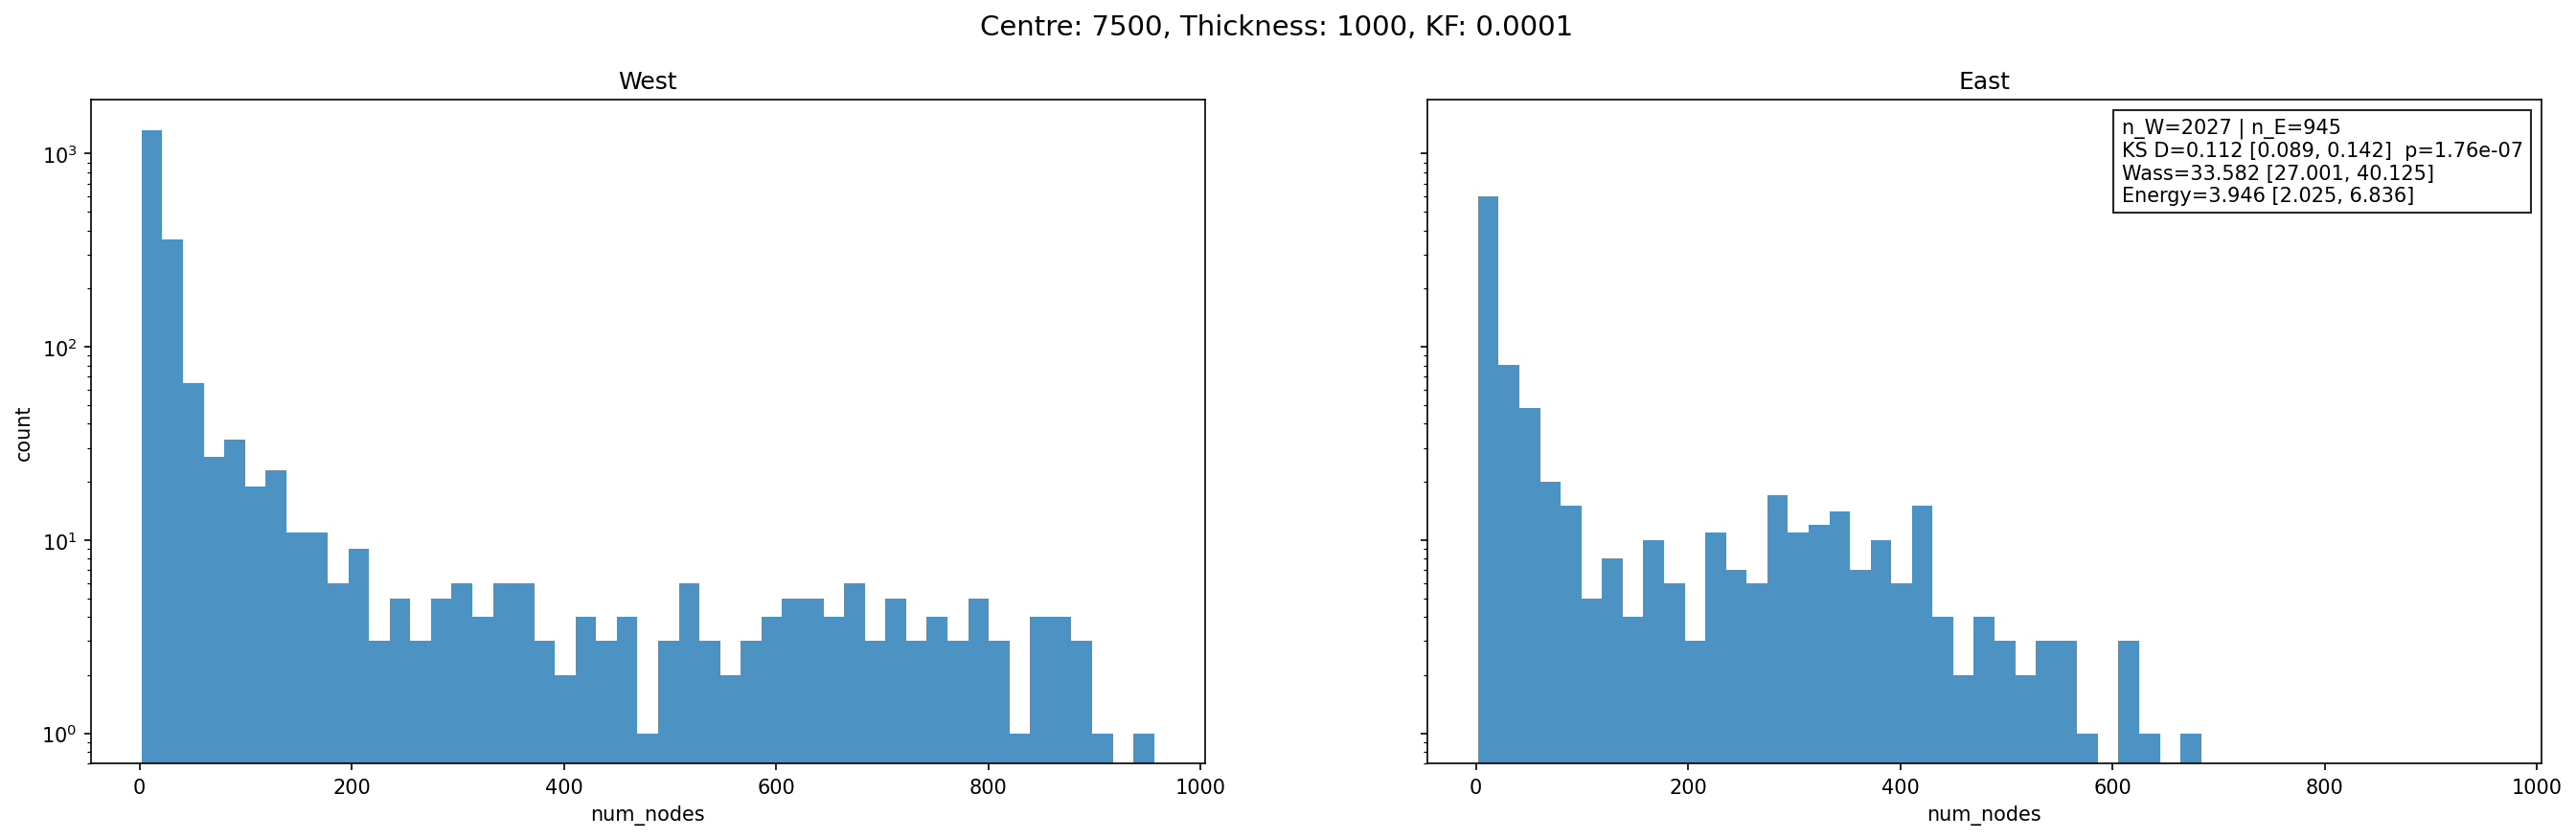 Centre: 7500, Thickness: 1000, KF: 0.0001
West
10³
10²
10¹
10⁰
count
0 200 400 600 800 1000
num_nodes
East
n_W=2027 | n_E=945
KS D=0.112 [0.089, 0.142]  p=1.76e-07
Wass=33.582 [27.001, 40.125]
Energy=3.946 [2.025, 6.836]
0 200 400 600 800 1000
num_nodes